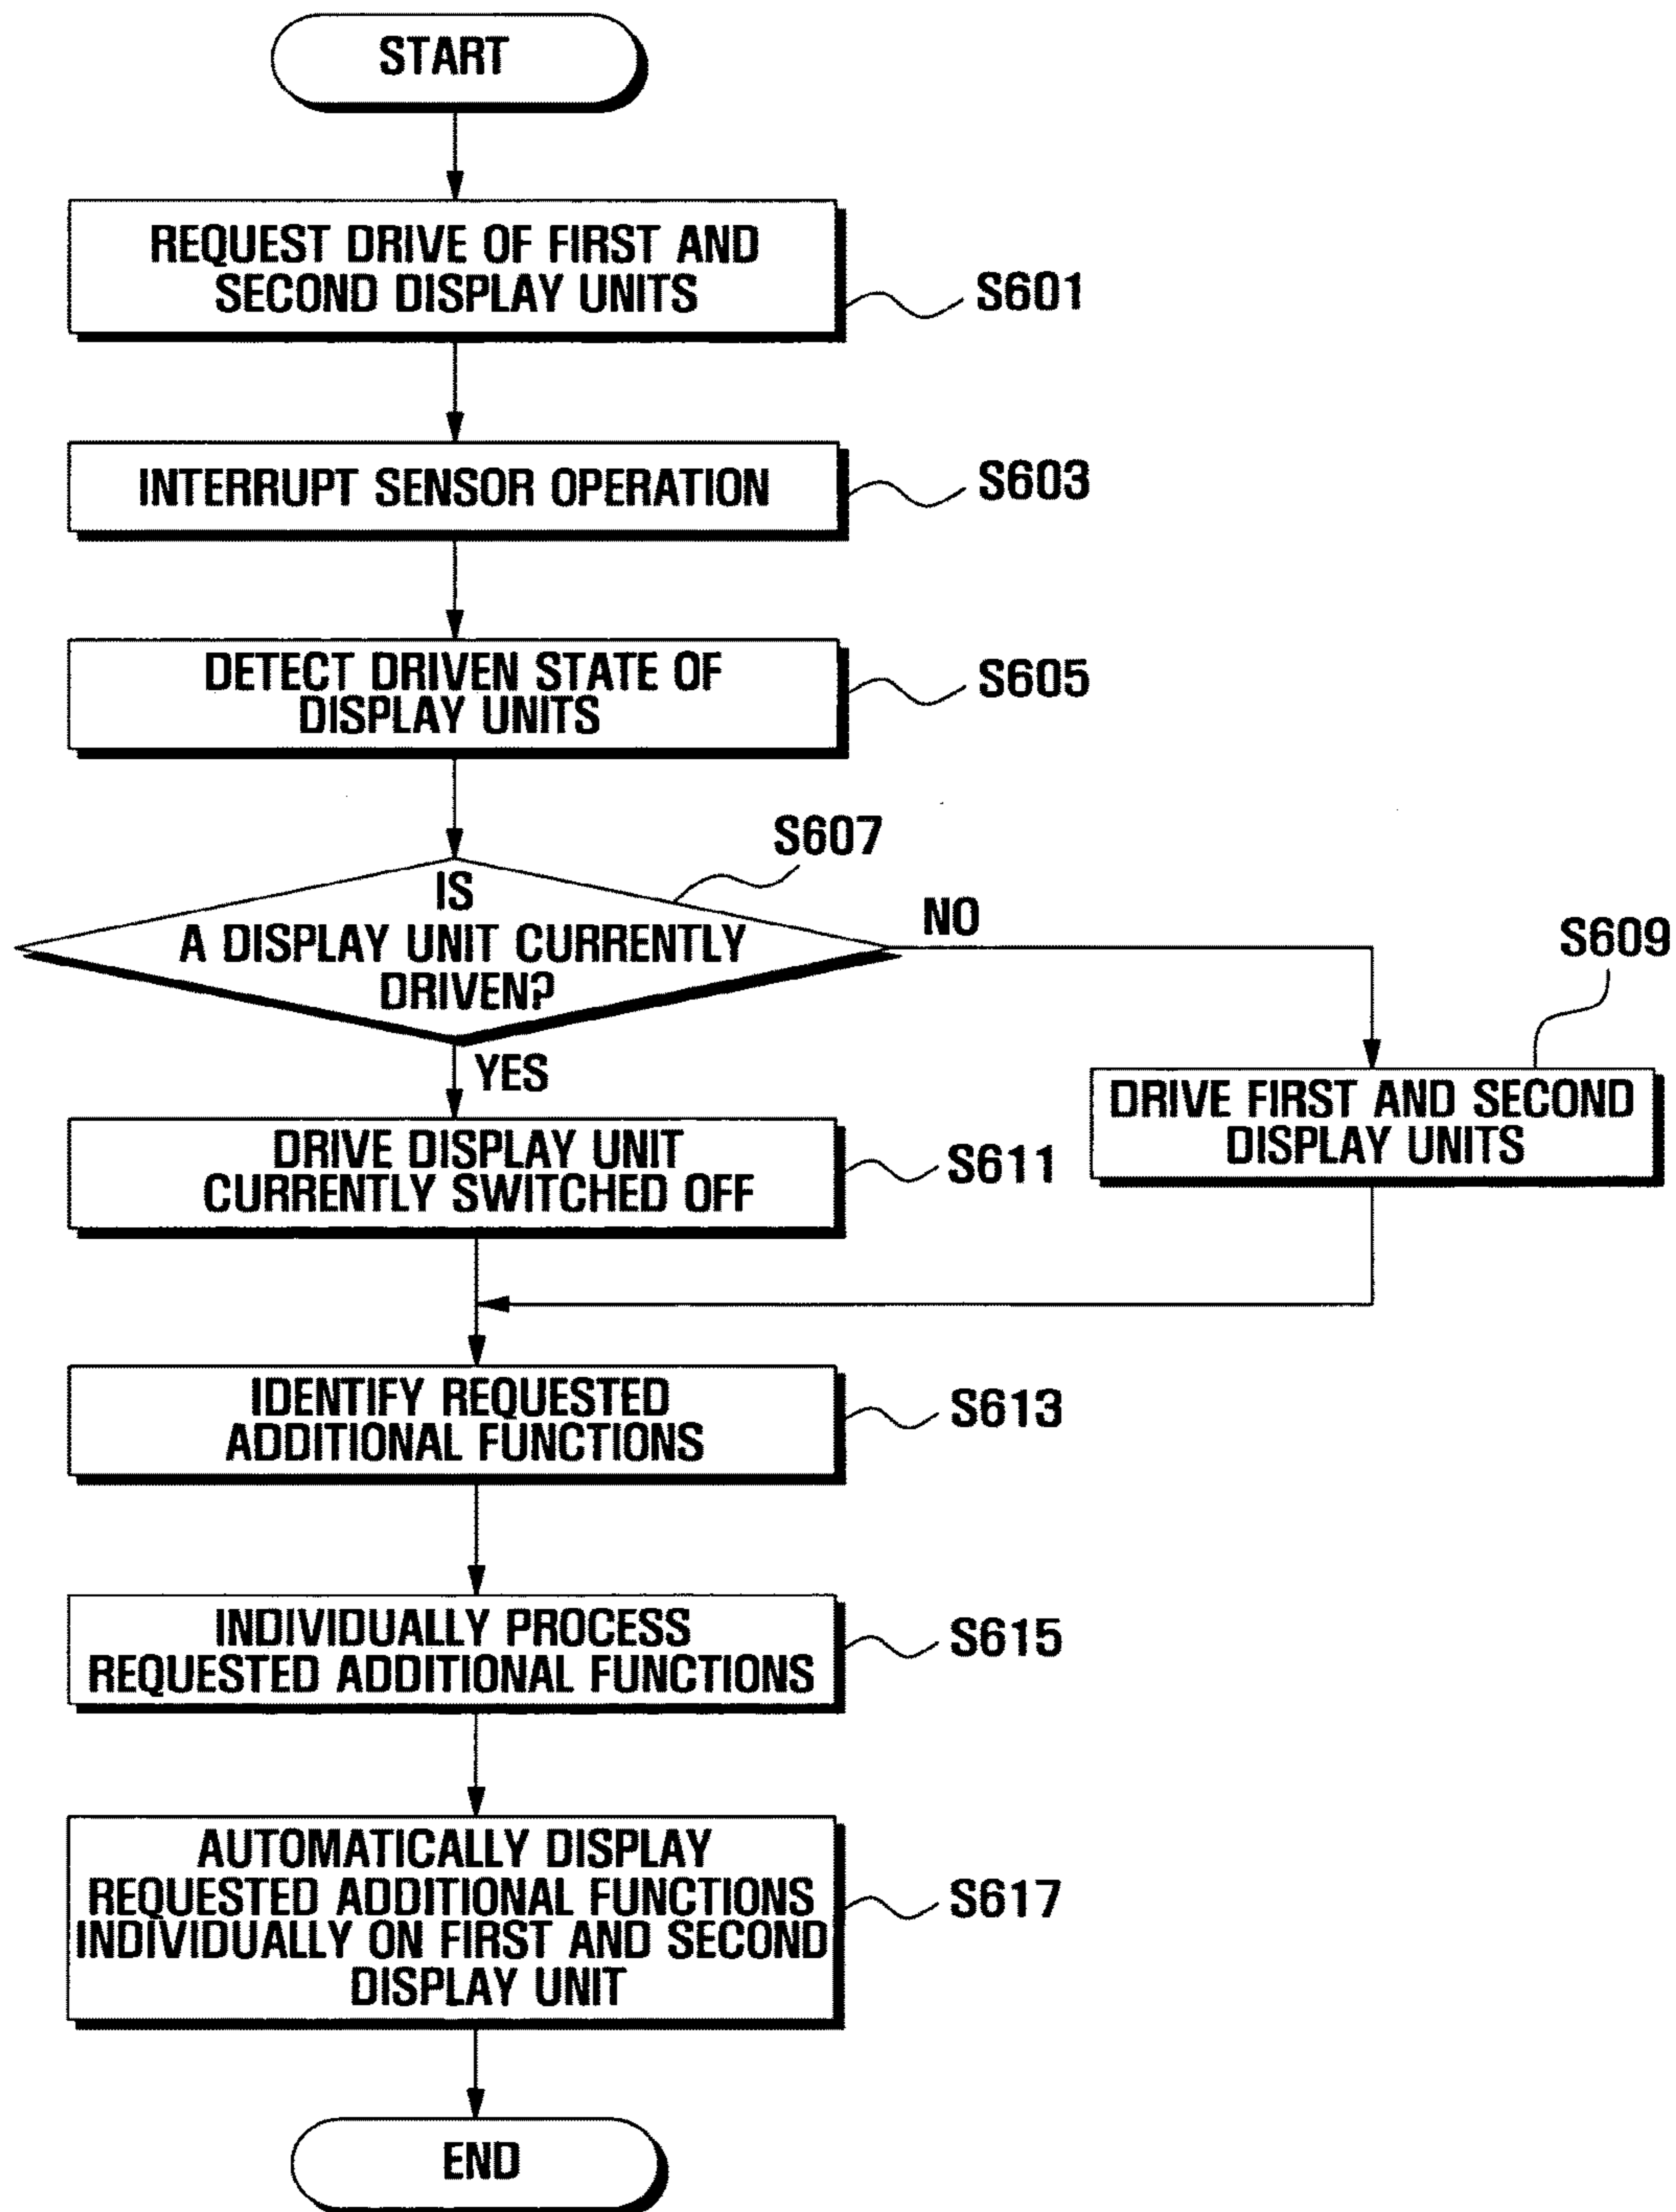 START
REQUEST DRIVE OF FIRST AND
SECOND DISPLAY UNITS
S601
INTERRUPT SENSOR OPERATION
S603
DETECT DRIVEN STATE OF
DISPLAY UNITS
S605
S607
IS
A DISPLAY UNIT CURRENTLY
DRIVEN?
NO
S609
YES
DRIVE FIRST AND SECOND
DISPLAY UNITS
DRIVE DISPLAY UNIT
CURRENTLY SWITCHED OFF
S611
IDENTIFY REQUESTED
ADDITIONAL FUNCTIONS
S613
INDIVIDUALLY PROCESS
REQUESTED ADDITIONAL FUNCTIONS
S615
AUTOMATICALLY DISPLAY
REQUESTED ADDITIONAL FUNCTIONS
INDIVIDUALLY ON FIRST AND SECOND
DISPLAY UNIT
S617
END